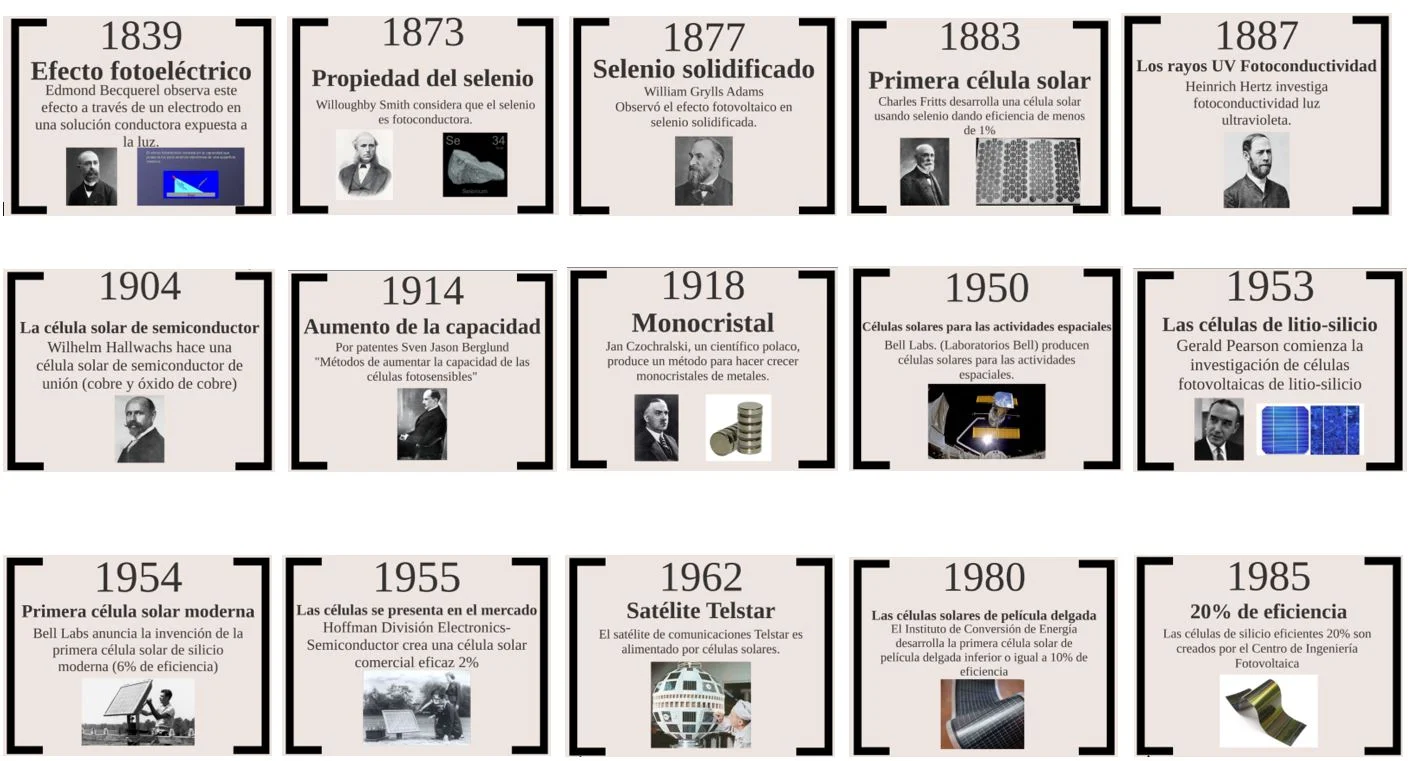 1839
Efecto fotoeléctrico
Edmond Becquerel observa este
efecto a través de un electrodo en
una solución conductora expuesta a
la luz.
1873
Propiedad del selenio
Willoughby Smith considera que el selenio
es fotoconductora.
Se 34
Selenium
1877
Selenio solidificado
William Grylls Adams
Observó el efecto fotovoltaico en
selenio solidificada.
1883
Primera célula solar
Charles Fritts desarrolla una célula solar
usando selenio dando eficiencia de menos
de 1%
1887
Los rayos UV Fotoconductividad
Heinrich Hertz investiga
fotoconductividad luz
ultravioleta.
1904
La célula solar de semiconductor
Wilhelm Hallwachs hace una
célula solar de semiconductor de
unión (cobre y óxido de cobre)
1914
Aumento de la capacidad
Por patentes Sven Jason Berglund
"Métodos de aumentar la capacidad de las
células fotosensibles"
1918
Monocristal
Jan Czochralski, un científico polaco,
produce un método para hacer crecer
monocristales de metales.
1950
Células solares para las actividades espaciales
Bell Labs. (Laboratorios Bell) producen
células solares para las actividades
espaciales.
1953
Las células de litio-silicio
Gerald Pearson comienza la
investigación de células
fotovoltaicas de litio-silicio
1954
Primera célula solar moderna
Bell Labs anuncia la invención de la
primera célula solar de silicio
moderna (6% de eficiencia)
1955
Las células se presenta en el mercado
Hoffman División Electronics-
Semiconductor crea una célula solar
comercial eficaz 2%
1962
Satélite Telstar
El satélite de comunicaciones Telstar es
alimentado por células solares.
1980
Las células solares de película delgada
El Instituto de Conversión de Energía
desarrolla la primera célula solar de
película delgada inferior o igual a 10% de
eficiencia
1985
20% de eficiencia
Las células de silicio eficientes 20% son
creados por el Centro de Ingeniería
Fotovoltaica